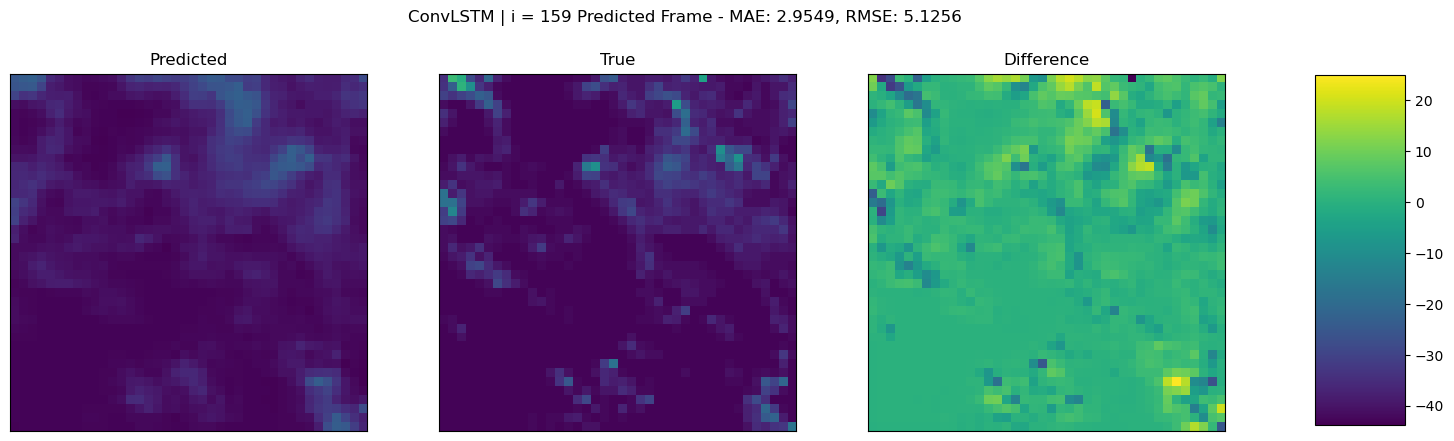 ConvLSTM | i = 159 Predicted Frame - MAE: 2.9549, RMSE: 5.1256
Predicted
True
Difference
20
10
0
−10
−20
−30
−40